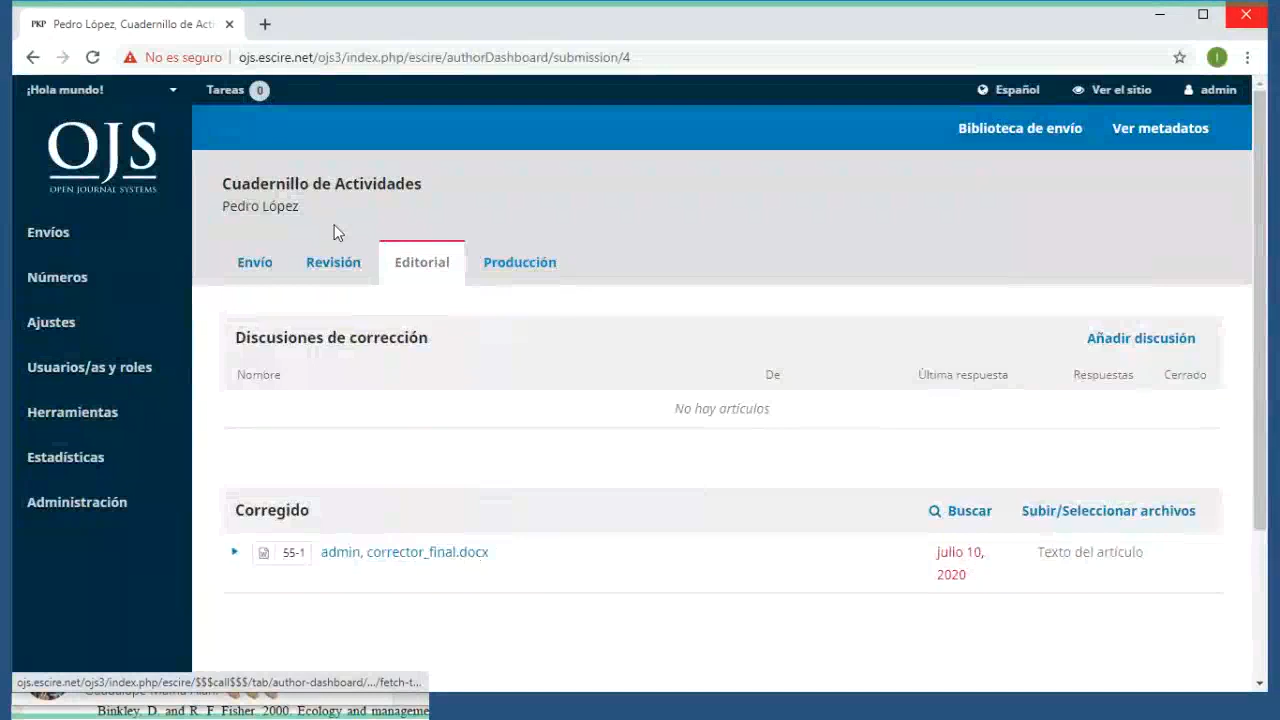 PKP Pedro López, Cuadernillo de Acti
No es seguro ojs.escire.net/ojs3/index.php/escire/authorDashboard/submission/4
¡Hola mundo! Tareas 0 Español Ver el sitio admin
OJS
OPEN JOURNAL SYSTEMS
Biblioteca de envío Ver metadatos
Cuadernillo de Actividades
Pedro López
Envío Revisión Editorial Producción
Envíos
Números
Ajustes
Usuarios/as y roles
Herramientas
Estadísticas
Administración
Discusiones de corrección Añadir discusión
Nombre De Última respuesta Respuestas Cerrado
No hay artículos
Corregido Buscar Subir/Seleccionar archivos
55-1 admin, corrector_final.docx julio 10, Texto del artículo
2020
ojs.escire.net/ojs3/index.php/escire/$$$call$$$/tab/author-dashboard/.../fetch-t...
Binkley, D. and R. F. Fisher. 2000. Ecology and manageme